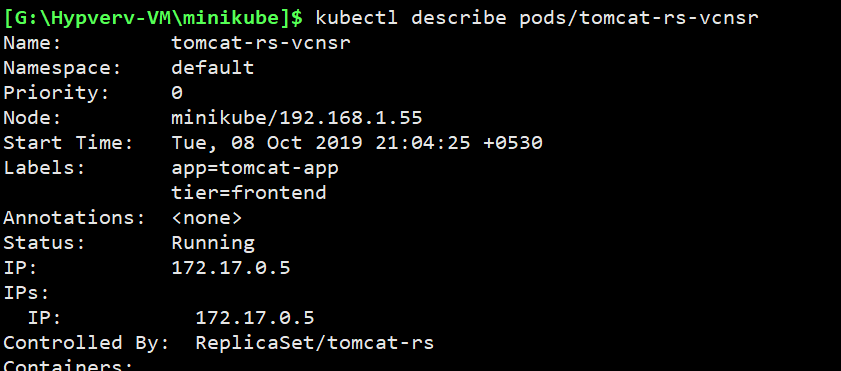 [G:\Hypverv-VM\minikube]$ kubectl describe pods/tomcat-rs-vcnsr
Name:         tomcat-rs-vcnsr
Namespace:    default
Priority:     0
Node:         minikube/192.168.1.55
Start Time:   Tue, 08 Oct 2019 21:04:25 +0530
Labels:       app=tomcat-app
              tier=frontend
Annotations:  <none>
Status:       Running
IP:           172.17.0.5
IPs:
  IP:           172.17.0.5
Controlled By:  ReplicaSet/tomcat-rs
Containers: